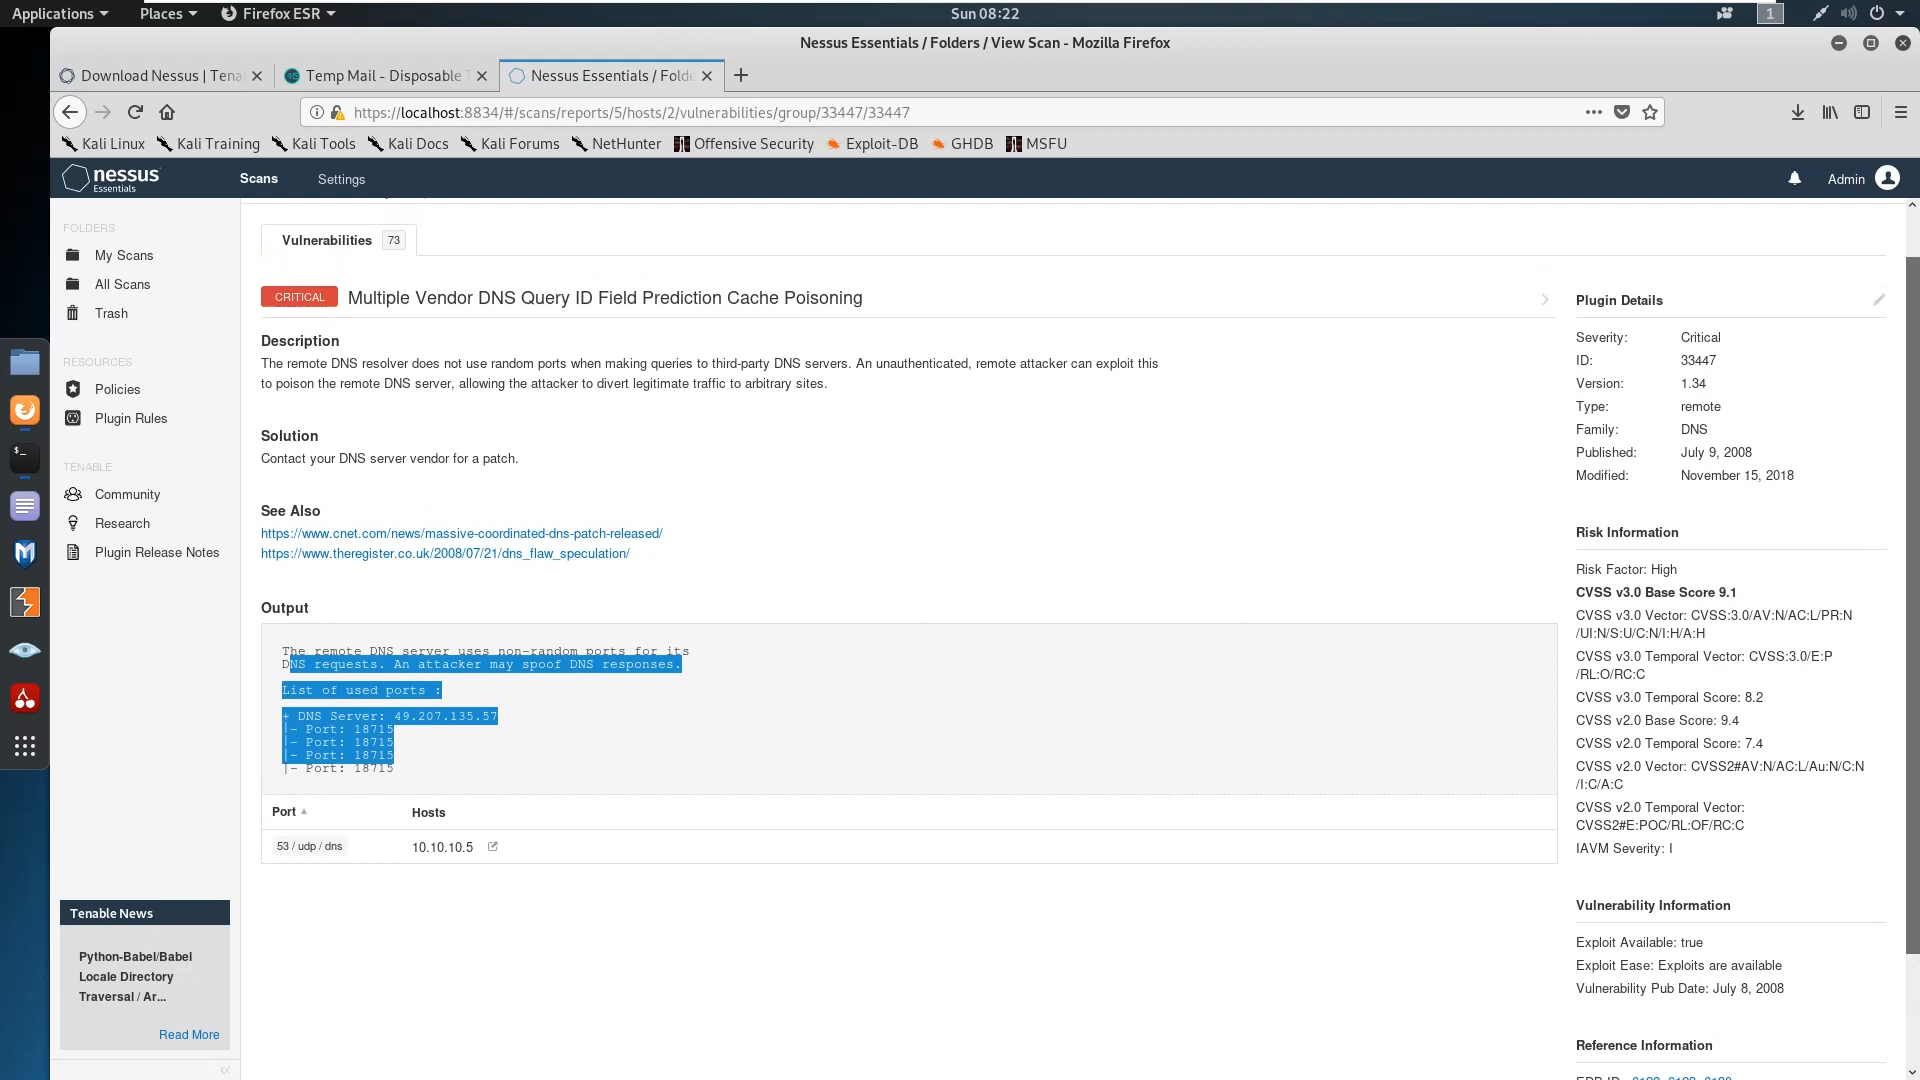 Applications Places Firefox ESR Sun 08:22 1
Nessus Essentials / Folders / View Scan - Mozilla Firefox
Download Nessus | Tena Temp Mail - Disposable T Nessus Essentials / Folde
https://localhost:8834/#/scans/reports/5/hosts/2/vulnerabilities/group/33447/33447
Kali Linux Kali Training Kali Tools Kali Docs Kali Forums NetHunter Offensive Security Exploit-DB GHDB MSFU
nessus
Essentials
Scans Settings Admin
FOLDERS
My Scans
All Scans
Trash
RESOURCES
Policies
Plugin Rules
TENABLE
Community
Research
Plugin Release Notes
Tenable News
Python-Babel/Babel
Locale Directory
Traversal / Ar...
Read More
Vulnerabilities 73
CRITICAL Multiple Vendor DNS Query ID Field Prediction Cache Poisoning
Description
The remote DNS resolver does not use random ports when making queries to third-party DNS servers. An unauthenticated, remote attacker can exploit this
to poison the remote DNS server, allowing the attacker to divert legitimate traffic to arbitrary sites.
Solution
Contact your DNS server vendor for a patch.
See Also
https://www.cnet.com/news/massive-coordinated-dns-patch-released/
https://www.theregister.co.uk/2008/07/21/dns_flaw_speculation/
Output
The remote DNS server uses non-random ports for its
DNS requests. An attacker may spoof DNS responses.
List of used ports :
+ DNS Server: 49.207.135.57
|- Port: 18715
|- Port: 18715
|- Port: 18715
|- Port: 18715
Port Hosts
53 / udp / dns 10.10.10.5
Plugin Details
Severity: Critical
ID: 33447
Version: 1.34
Type: remote
Family: DNS
Published: July 9, 2008
Modified: November 15, 2018
Risk Information
Risk Factor: High
CVSS v3.0 Base Score 9.1
CVSS v3.0 Vector: CVSS:3.0/AV:N/AC:L/PR:N
/UI:N/S:U/C:N/I:H/A:H
CVSS v3.0 Temporal Vector: CVSS:3.0/E:P
/RL:O/RC:C
CVSS v3.0 Temporal Score: 8.2
CVSS v2.0 Base Score: 9.4
CVSS v2.0 Temporal Score: 7.4
CVSS v2.0 Vector: CVSS2#AV:N/AC:L/Au:N/C:N
/I:C/A:C
CVSS v2.0 Temporal Vector:
CVSS2#E:POC/RL:OF/RC:C
IAVM Severity: I
Vulnerability Information
Exploit Available: true
Exploit Ease: Exploits are available
Vulnerability Pub Date: July 8, 2008
Reference Information